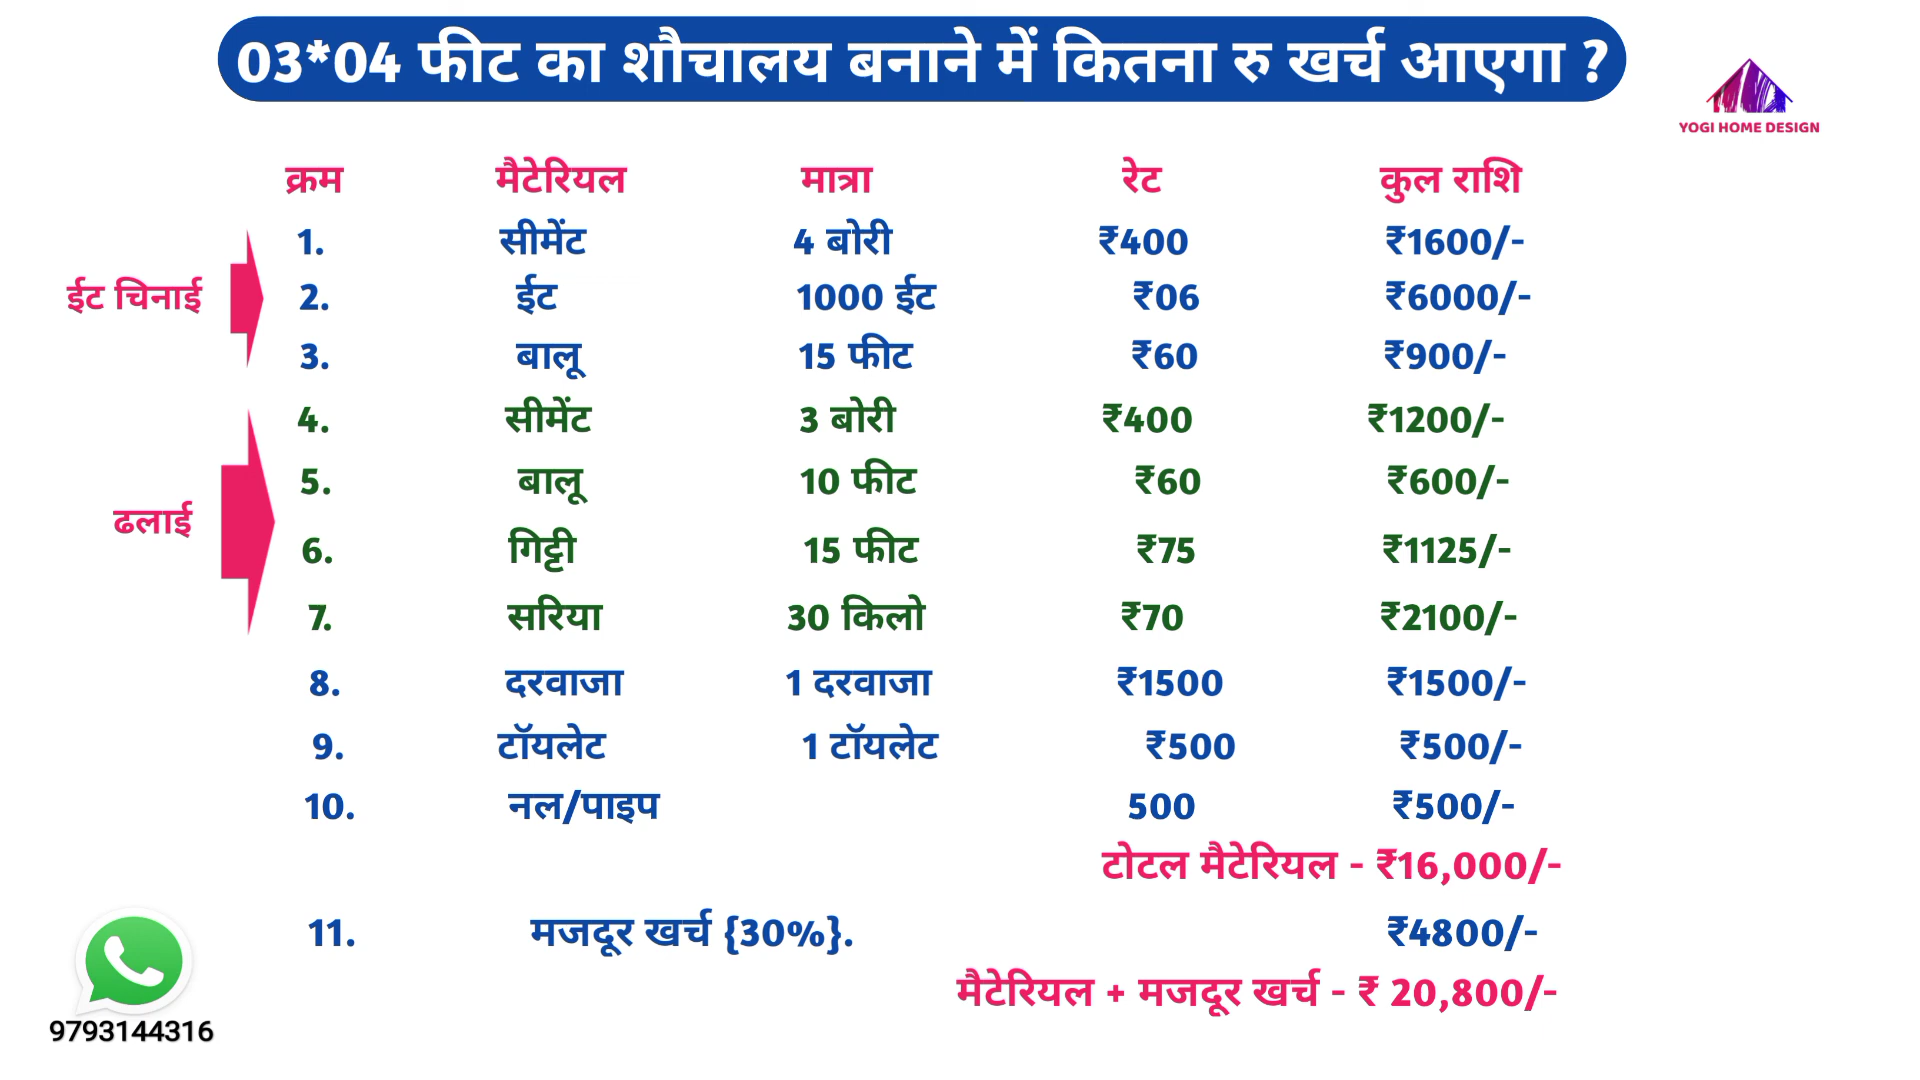 03*04 फीट का शौचालय बनाने में कितना रु खर्च आएगा ?
YOGI HOME DESIGN
क्रम मैटेरियल मात्रा रेट कुल राशि
1. सीमेंट 4 बोरी ₹400 ₹1600/-
ईट चिनाई 2. ईट 1000 ईट ₹06 ₹6000/-
3. बालू 15 फीट ₹60 ₹900/-
4. सीमेंट 3 बोरी ₹400 ₹1200/-
5. बालू 10 फीट ₹60 ₹600/-
ढलाई
6. गिट्टी 15 फीट ₹75 ₹1125/-
7. सरिया 30 किलो ₹70 ₹2100/-
8. दरवाजा 1 दरवाजा ₹1500 ₹1500/-
9. टॉयलेट 1 टॉयलेट ₹500 ₹500/-
10. नल/पाइप 500 ₹500/-
टोटल मैटेरियल - ₹16,000/-
11. मजदूर खर्च {30%}. ₹4800/-
मैटेरियल + मजदूर खर्च - ₹ 20,800/-
9793144316